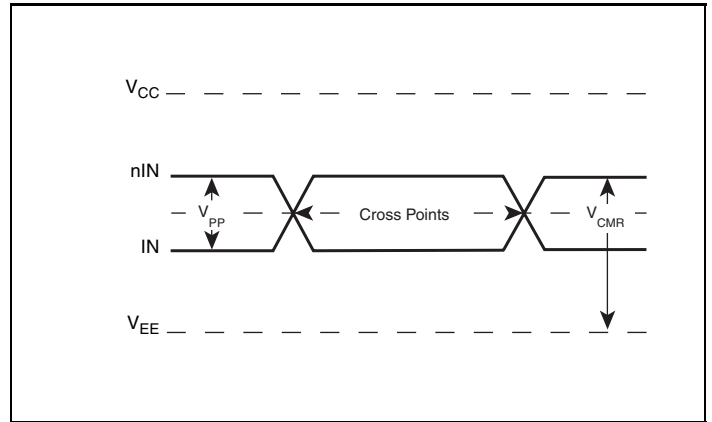 VCC
nIN
VPP
Cross Points
VCMR
IN
VEE